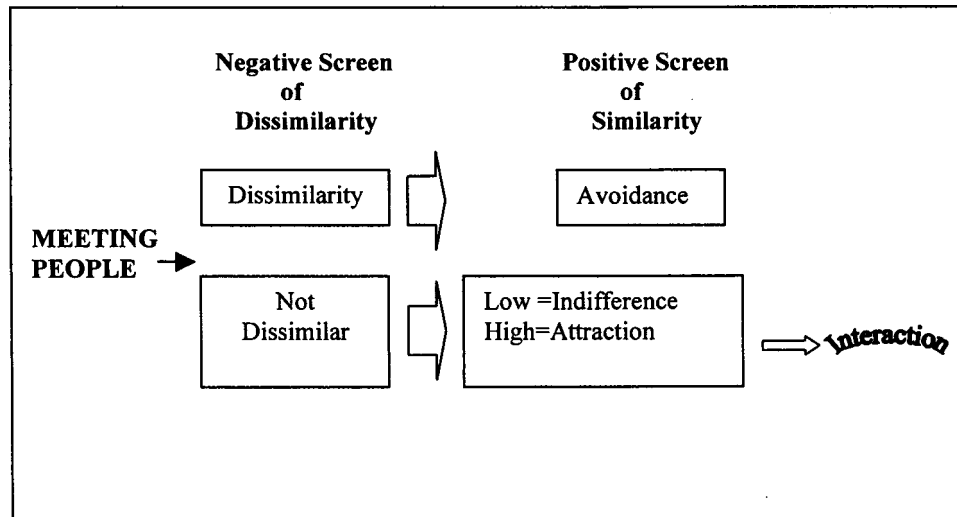 Negative Screen
of
Dissimilarity
Positive Screen
of
Similarity
Dissimilarity
Avoidance
MEETING
PEOPLE
Not
Dissimilar
Low =Indifference
High=Attraction
Interaction